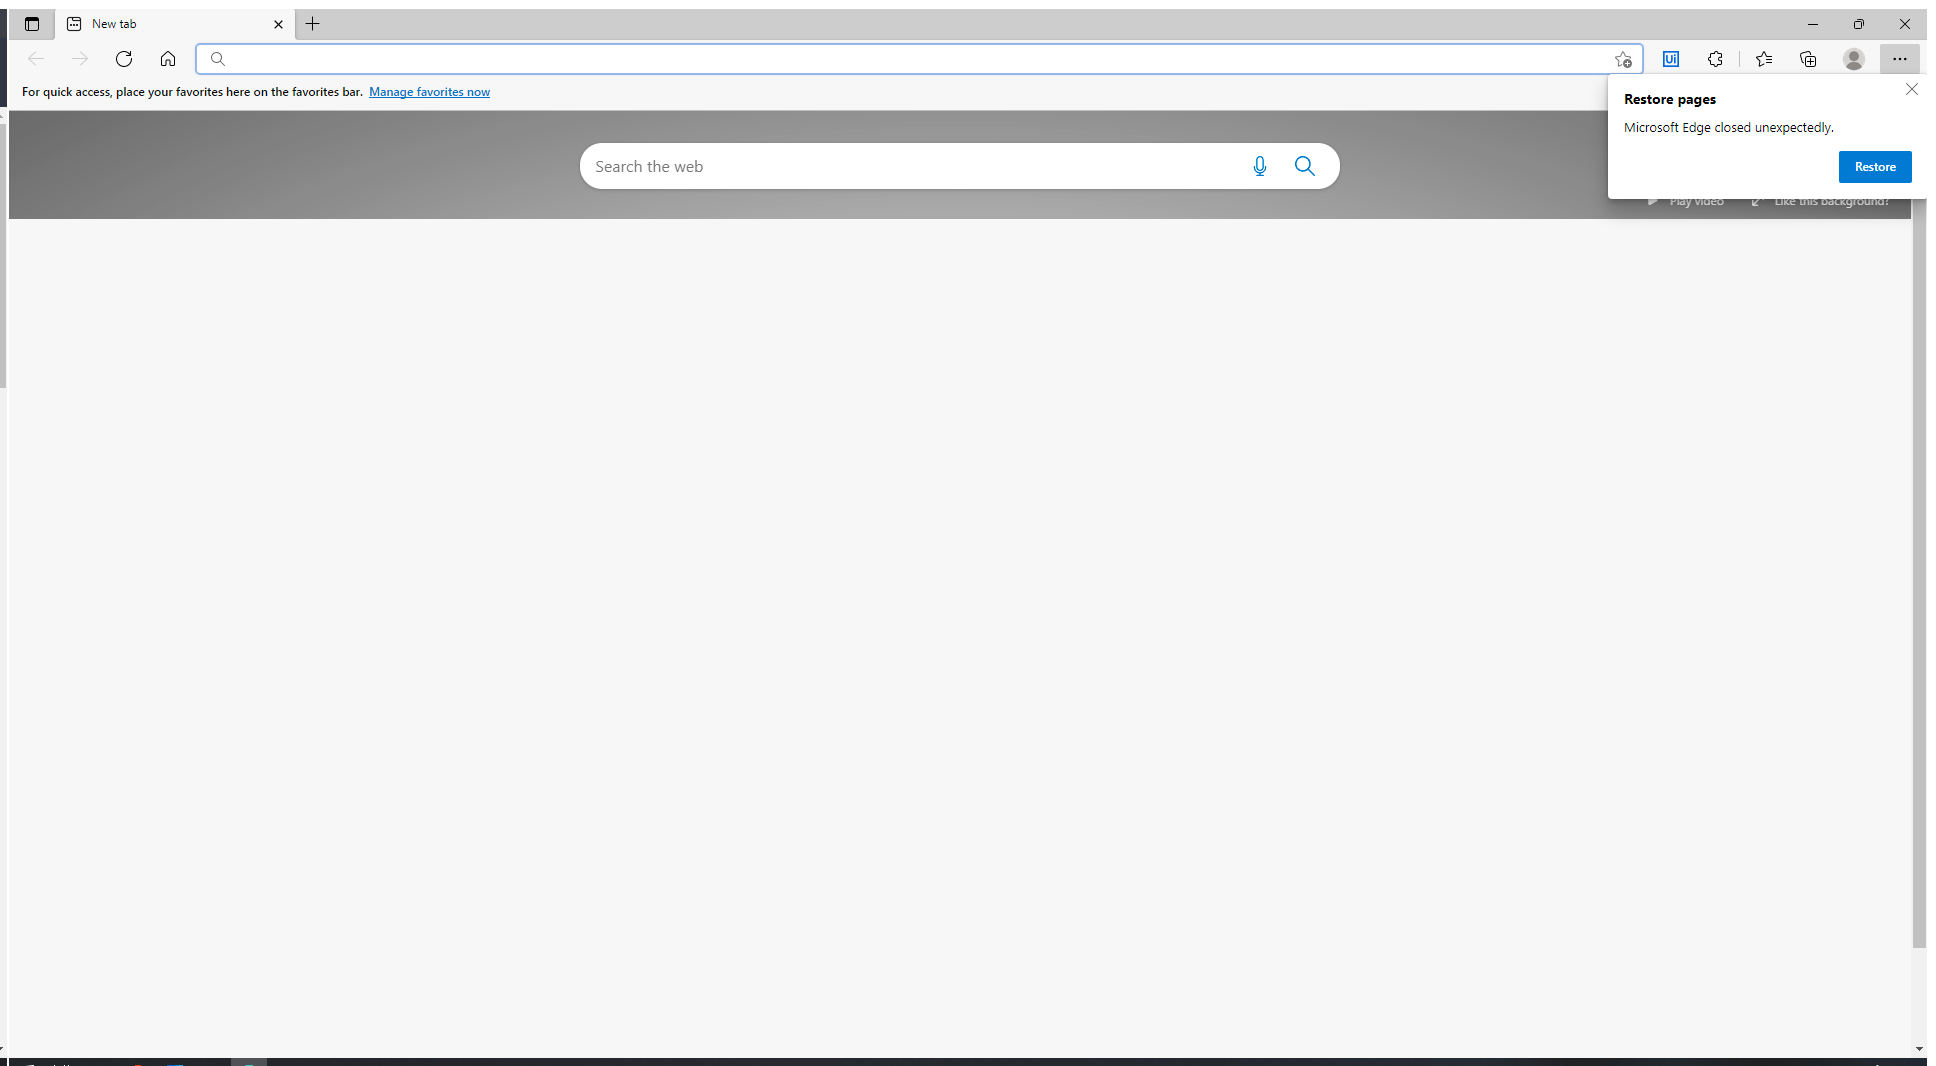 New tab
Ui
For quick access, place your favorites here on the favorites bar. Manage favorites now
Restore pages
Microsoft Edge closed unexpectedly.
Restore
Search the web
Play video
Like this background?